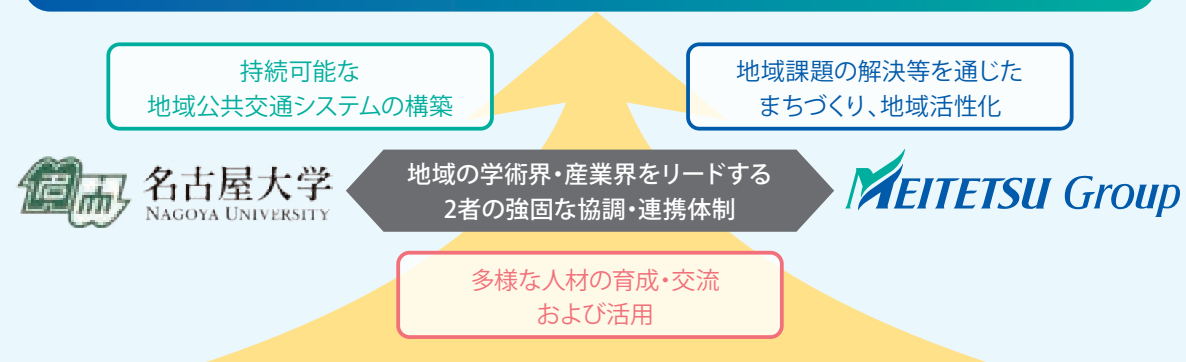 持続可能な
地域公共交通システムの構築
地域課題の解決等を通じた
まちづくり、地域活性化
名古屋大学
NAGOYA UNIVERSITY
地域の学術界・産業界をリードする
2者の強固な協調・連携体制
MEITETSU Group
多様な人材の育成・交流
および活用